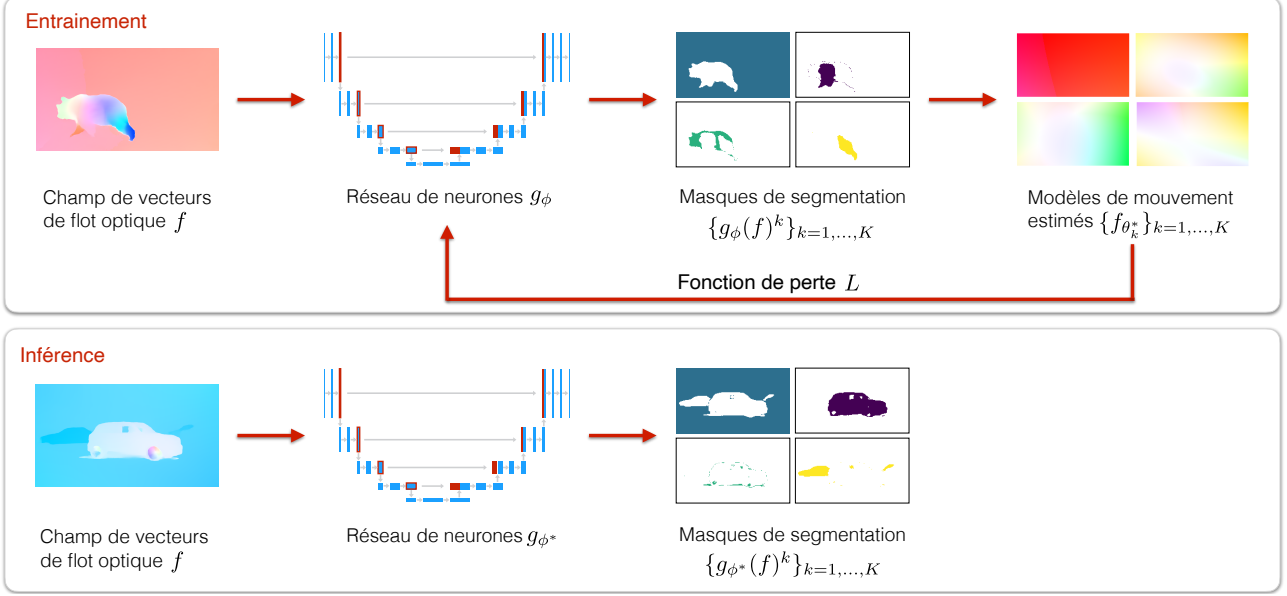 Entrainement
Champ de vecteurs
de flot optique f
Réseau de neurones g_ϕ
Masques de segmentation
{g_ϕ(f)^k}_{k=1,...,K}
Modèles de mouvement
estimés {f_{θ_k^*}}_{k=1,...,K}
Fonction de perte L
Inférence
Champ de vecteurs
de flot optique f
Réseau de neurones g_{ϕ^*}
Masques de segmentation
{g_{ϕ^*}(f)^k}_{k=1,...,K}